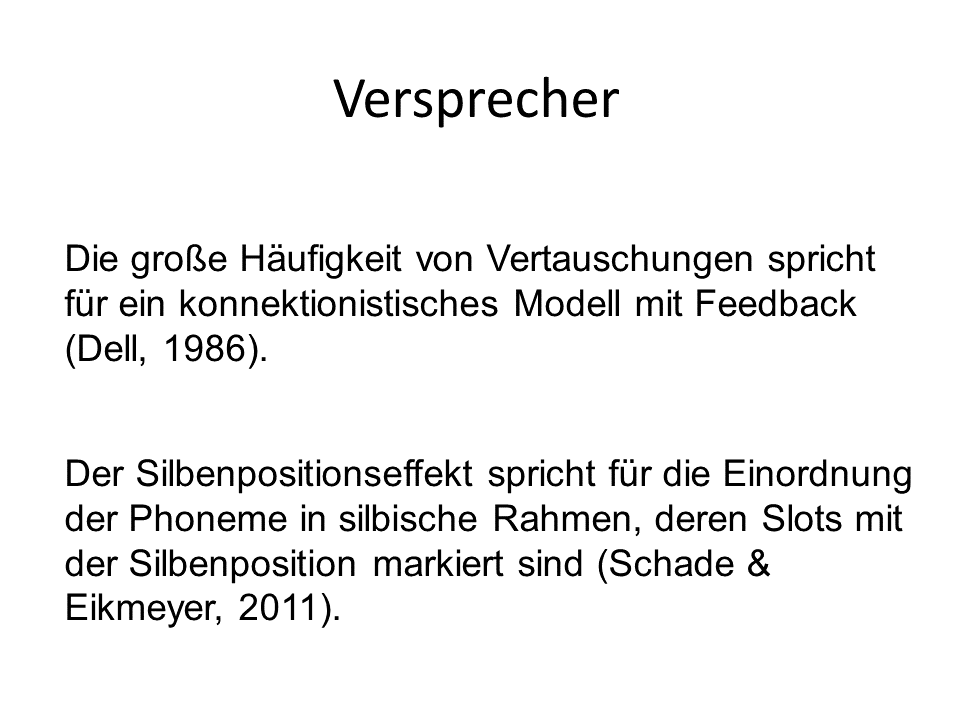 Versprecher
Die große Häufigkeit von Vertauschungen spricht
für ein konnektionistisches Modell mit Feedback
(Dell, 1986).
Der Silbenpositionseffekt spricht für die Einordnung
der Phoneme in silbische Rahmen, deren Slots mit
der Silbenposition markiert sind (Schade &
Eikmeyer, 2011).